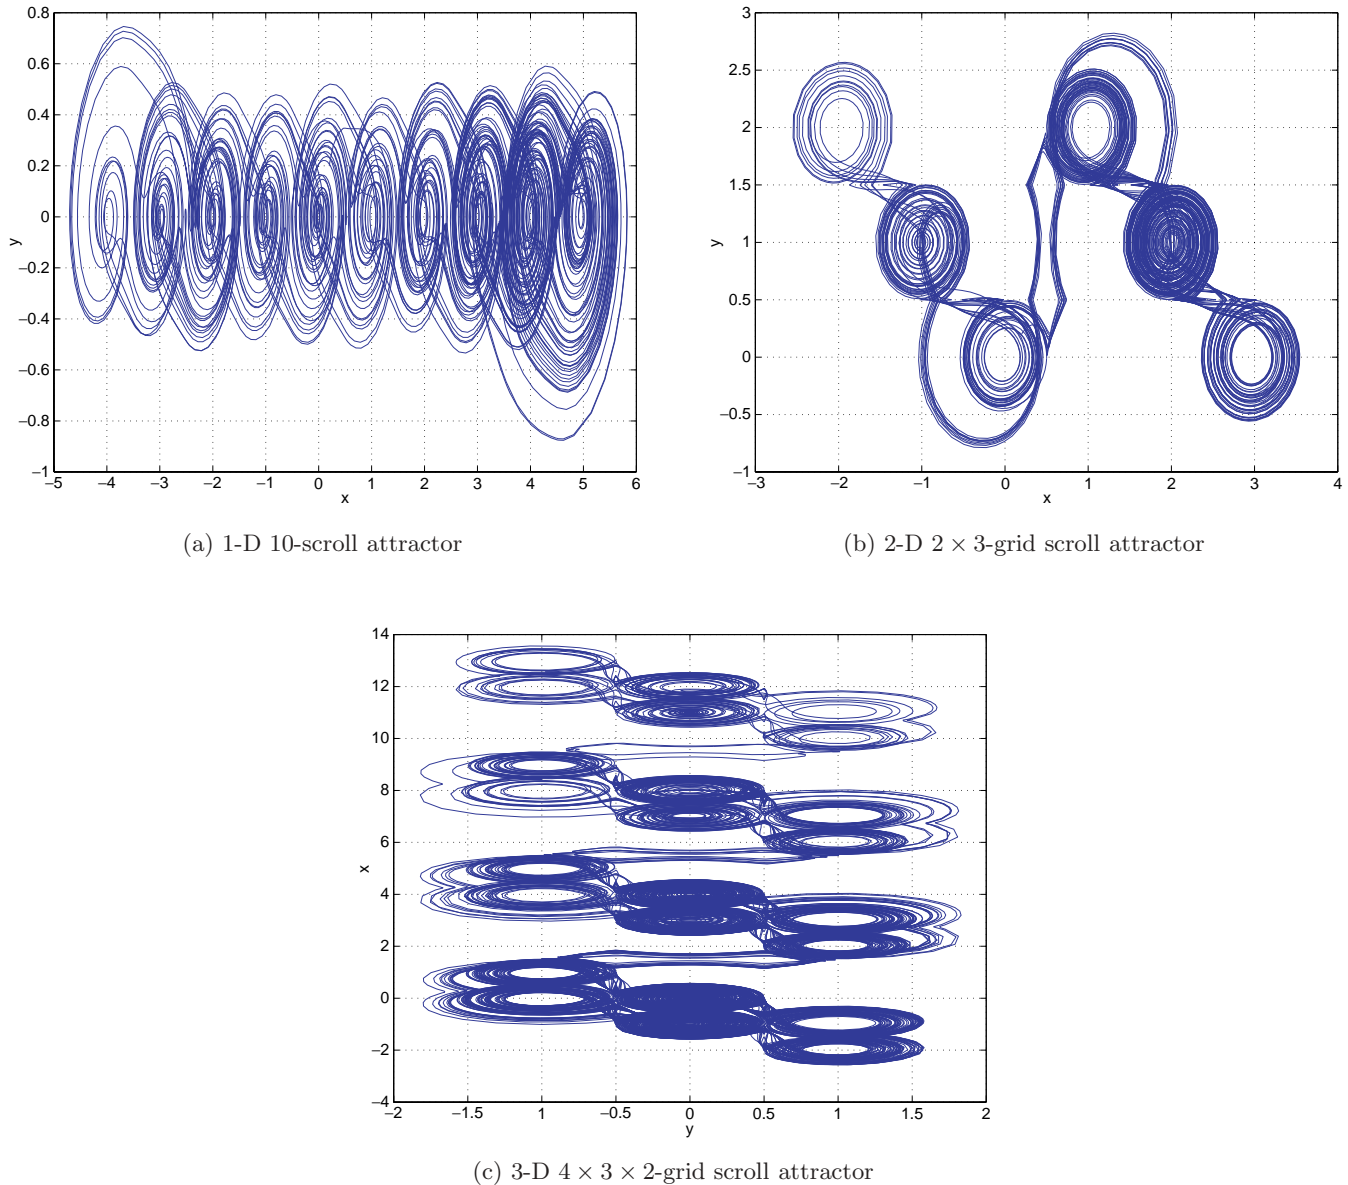 0.8
0.6
0.4
0.2
0
−0.2
−0.4
−0.6
−0.8
−1
y
−5 −4 −3 −2 −1 0 1 2 3 4 5 6
x
(a) 1-D 10-scroll attractor
3
2.5
2
1.5
1
0.5
0
−0.5
−1
y
−3 −2 −1 0 1 2 3 4
x
(b) 2-D 2 × 3-grid scroll attractor
14
12
10
8
6
4
2
0
−2
−4
x
−2 −1.5 1 −0.5 0 0.5 1 1.5 2
y
(c) 3-D 4 × 3 × 2-grid scroll attractor